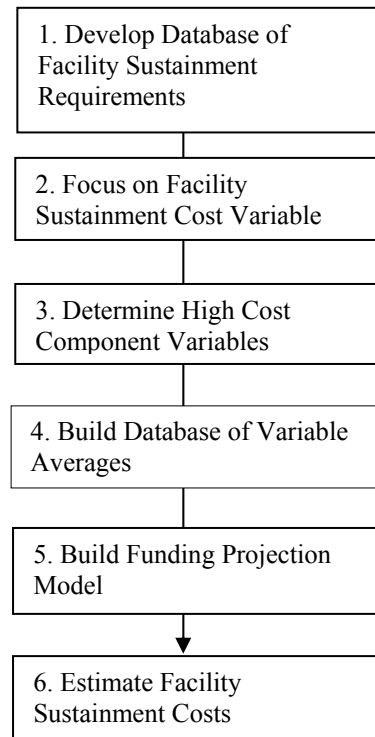 1. Develop Database of
Facility Sustainment
Requirements
2. Focus on Facility
Sustainment Cost Variable
3. Determine High Cost
Component Variables
4. Build Database of Variable
Averages
5. Build Funding Projection
Model
6. Estimate Facility
Sustainment Costs